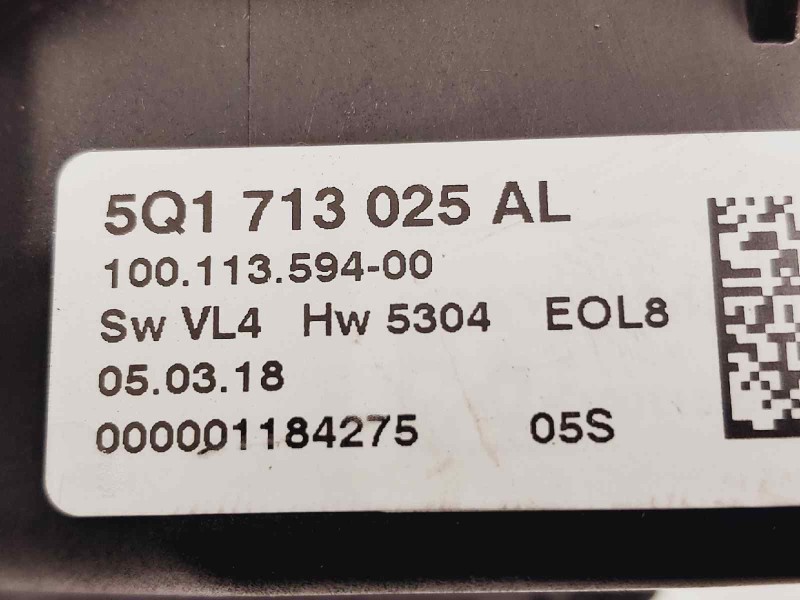 5Q1 713 025 AL
100.113.594-00
Sw VL4 Hw 5304 EOL8
05.03.18
000001184275 05S